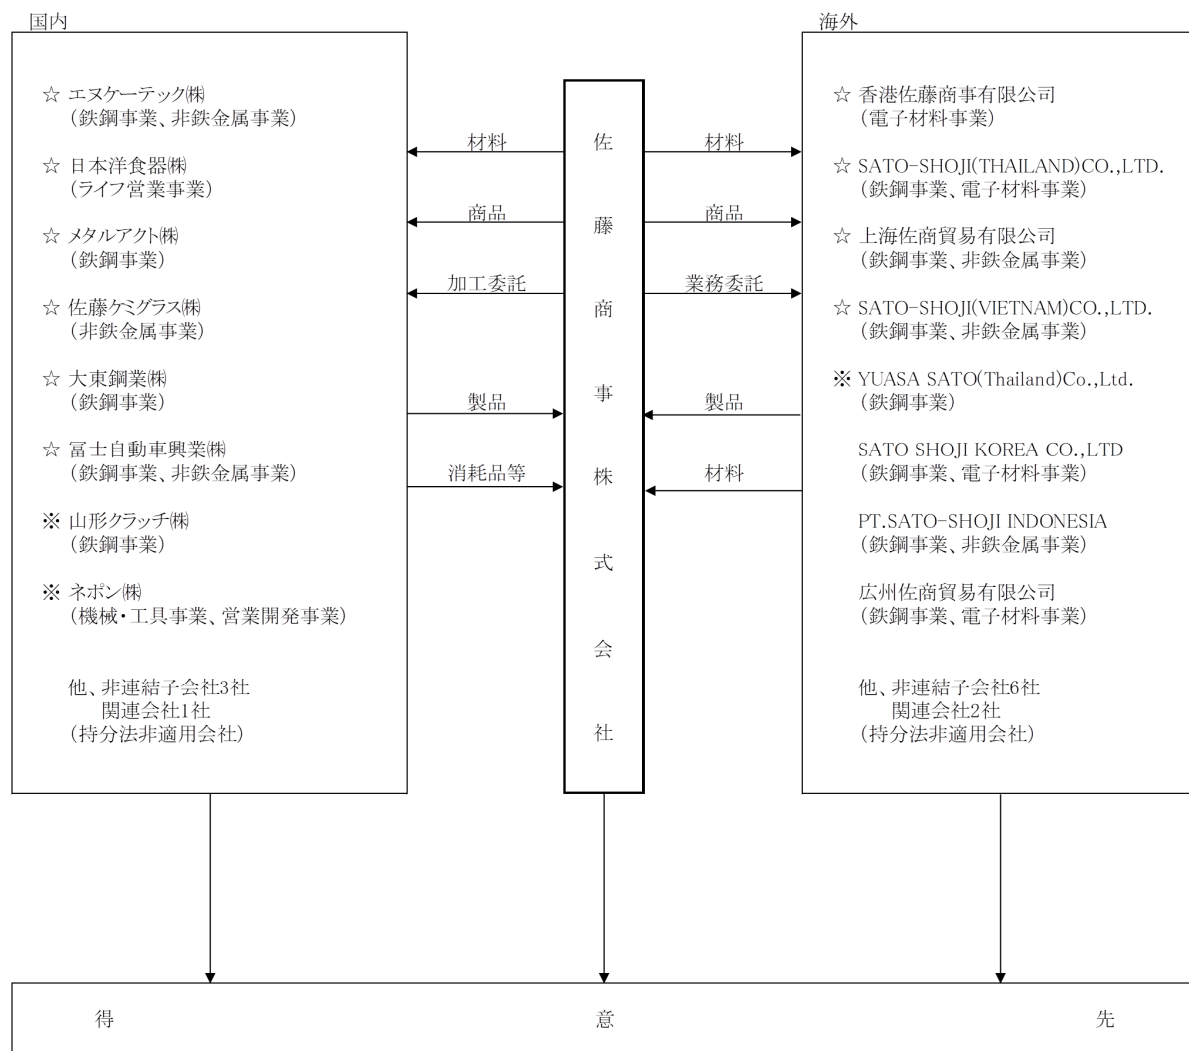 国内
☆ エヌケーテック㈱
(鉄鋼事業、非鉄金属事業)
☆ 日本洋食器㈱
(ライフ営業事業)
☆ メタルアクト㈱
(鉄鋼事業)
☆ 佐藤ケミグラス㈱
(非鉄金属事業)
☆ 大東鋼業㈱
(鉄鋼事業)
☆ 冨士自動車興業㈱
(鉄鋼事業、非鉄金属事業)
※ 山形クラッチ㈱
(鉄鋼事業)
※ ネポン㈱
(機械・工具事業、営業開発事業)
他、非連結子会社3社
関連会社1社
(持分法非適用会社)
材料
商品
加工委託
製品
消耗品等
佐藤商事株式会社
材料
商品
業務委託
製品
材料
海外
☆ 香港佐藤商事有限公司
(電子材料事業)
☆ SATO-SHOJI(THAILAND)CO.,LTD.
(鉄鋼事業、電子材料事業)
☆ 上海佐商貿易有限公司
(鉄鋼事業、非鉄金属事業)
☆ SATO-SHOJI(VIETNAM)CO.,LTD.
(鉄鋼事業、非鉄金属事業)
※ YUASA SATO(Thailand)Co.,Ltd.
(鉄鋼事業)
SATO SHOJI KOREA CO.,LTD
(鉄鋼事業、電子材料事業)
PT.SATO-SHOJI INDONESIA
(鉄鋼事業、非鉄金属事業)
広州佐商貿易有限公司
(鉄鋼事業、電子材料事業)
他、非連結子会社6社
関連会社2社
(持分法非適用会社)
得意先